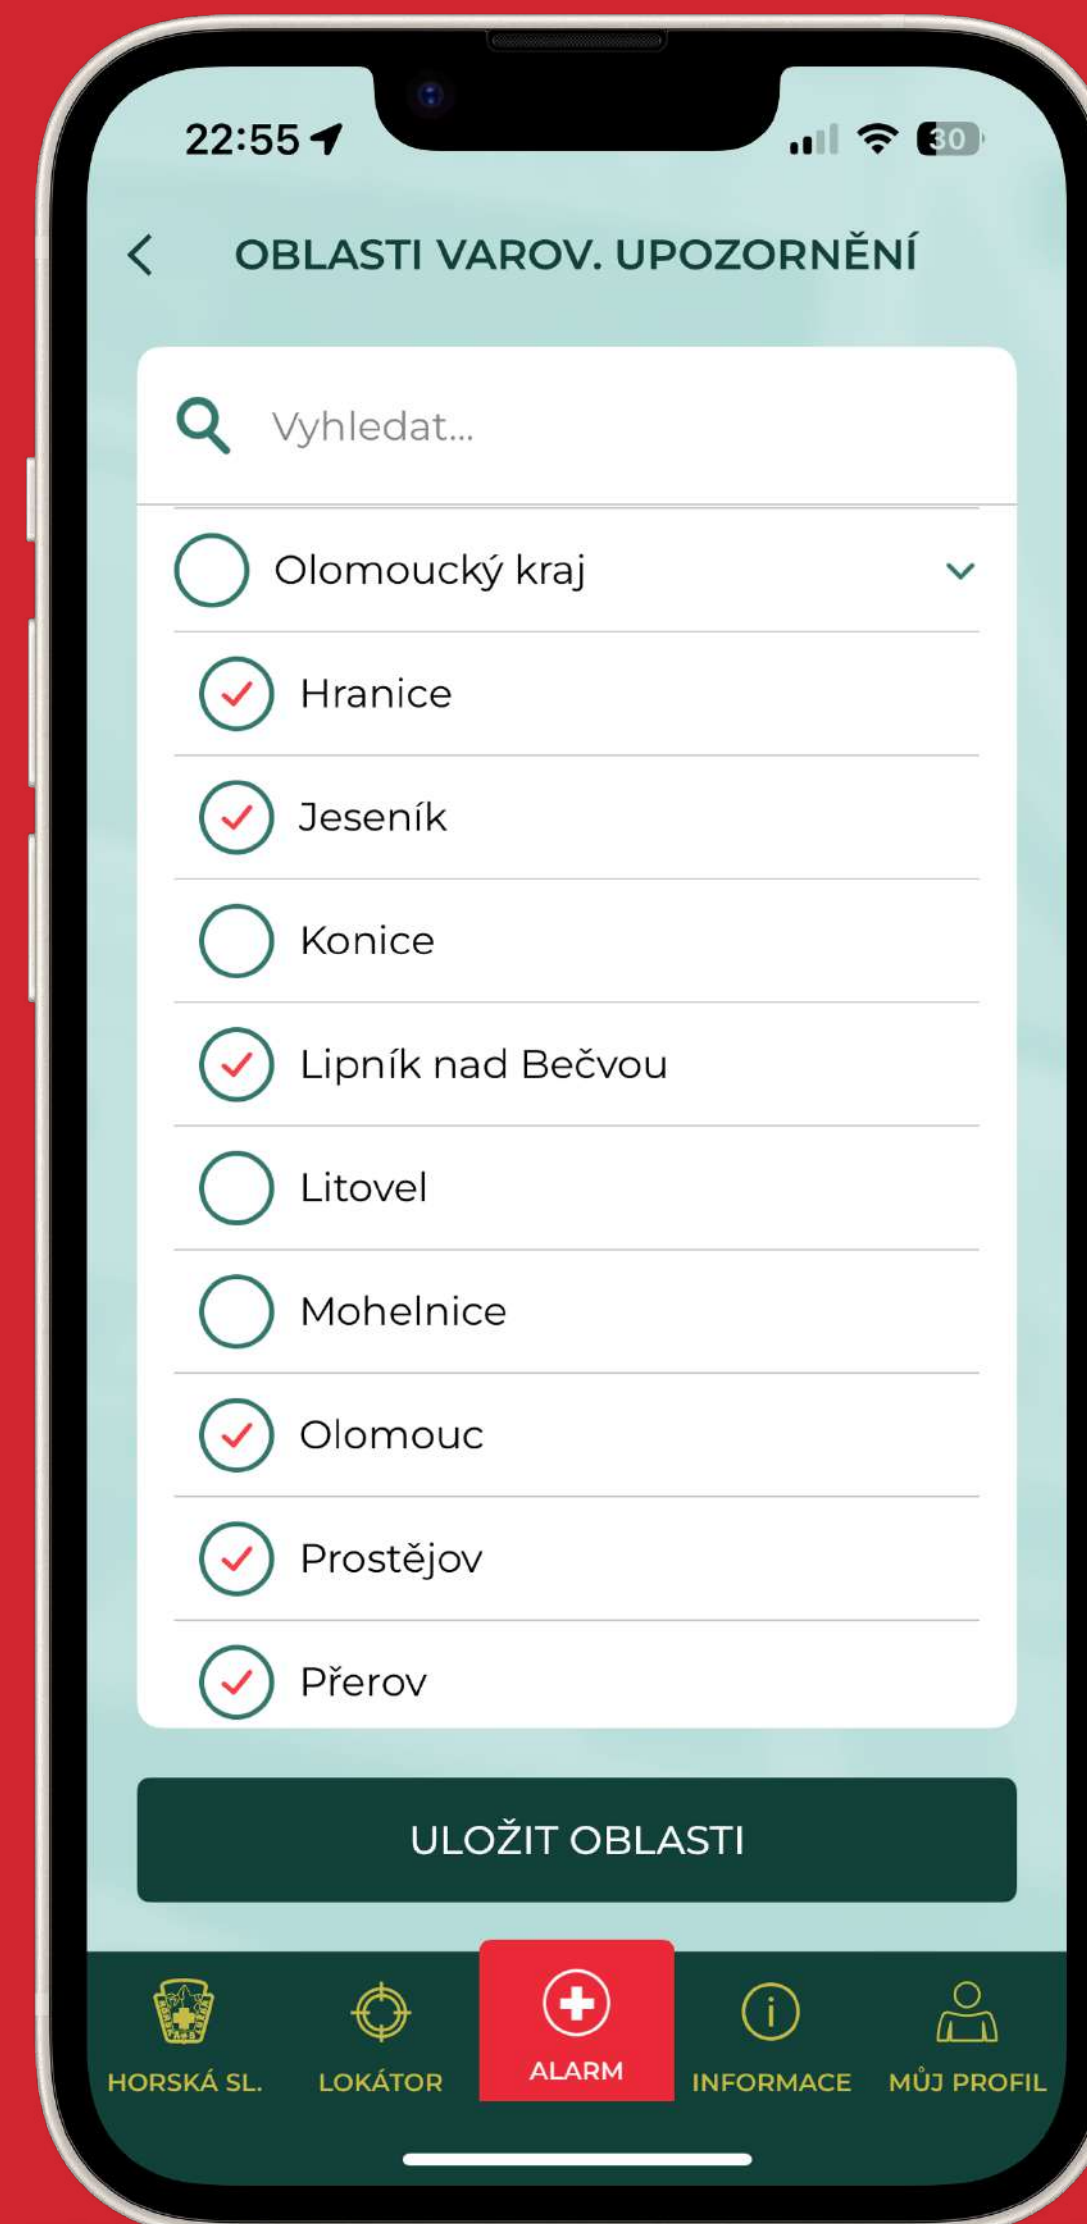 22:55
30
OBLASTI VAROV. UPOZORNĚNÍ
Vyhledat...
Olomoucký kraj
Hranice
Jeseník
Konice
Lipník nad Bečvou
Litovel
Mohelnice
Olomouc
Prostějov
Přerov
ULOŽIT OBLASTI
HORSKÁ SL.
LOKÁTOR
ALARM
INFORMACE
MŮJ PROFIL